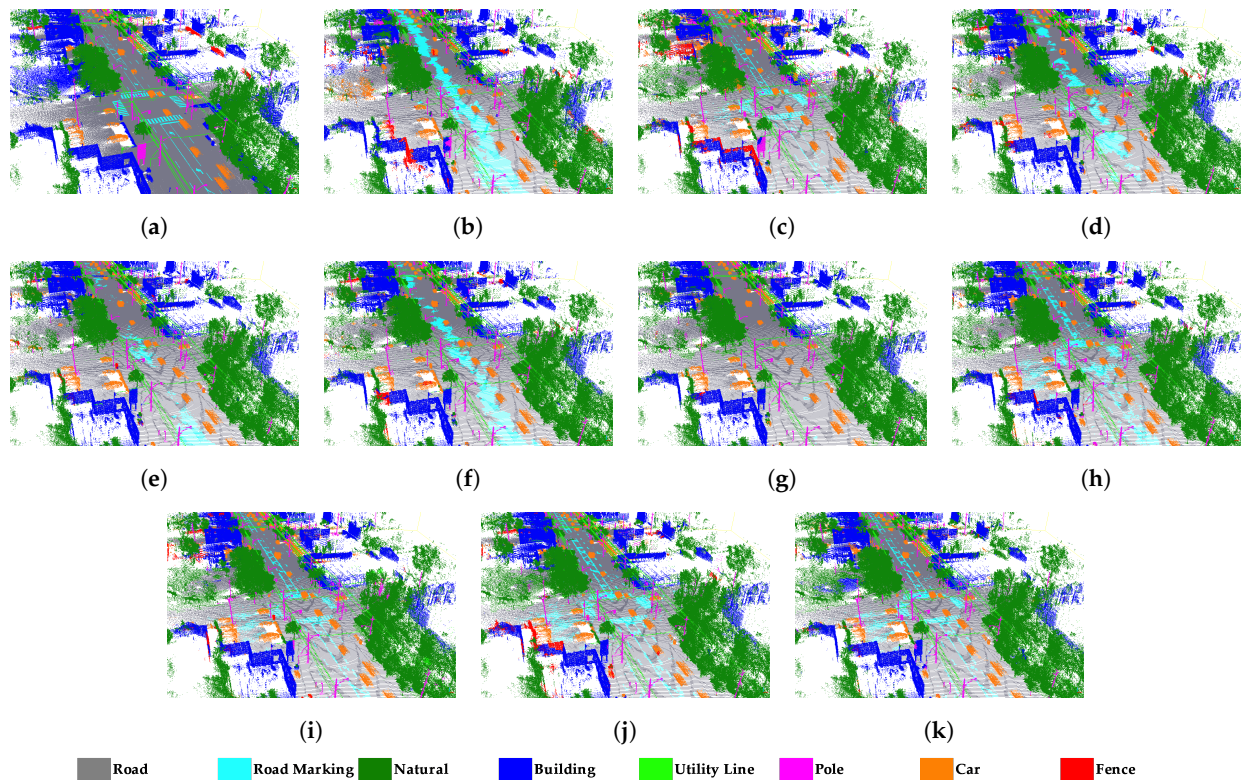 (a) (b) (c) (d)
(e) (f) (g) (h)
(i) (j) (k)
Road Road Marking Natural Building Utility Line Pole Car Fence